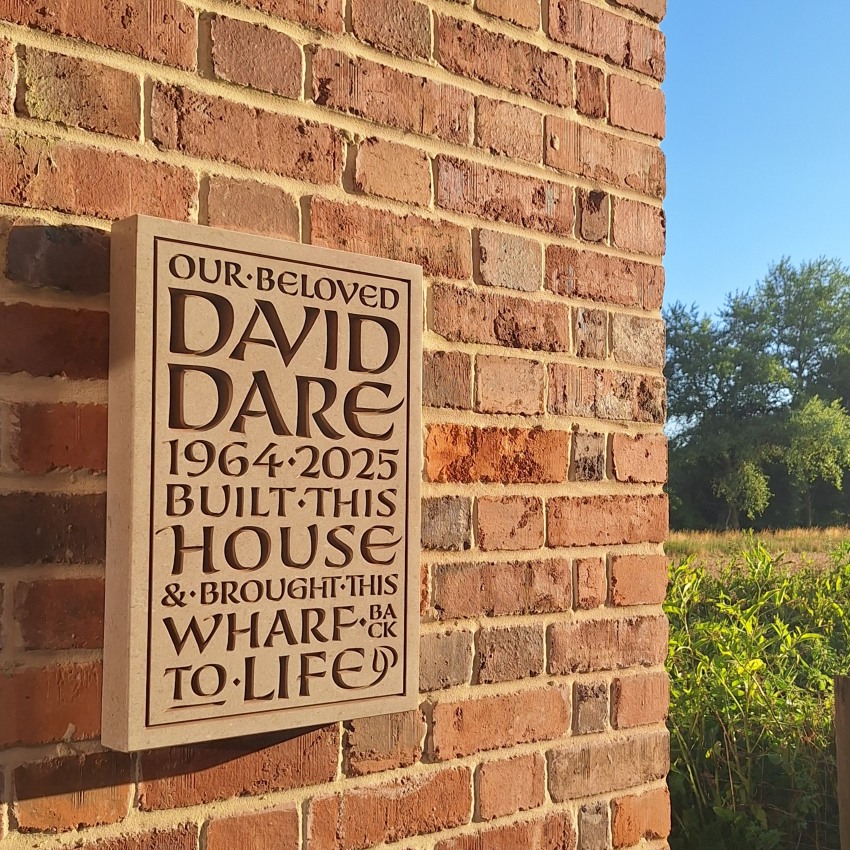 OUR·BELOVED
DAVID
DARE
1964·2025
BUILT·THIS
HOUSE
&·BROUGHT·THIS
WHARF·BACK
TO·LIFE